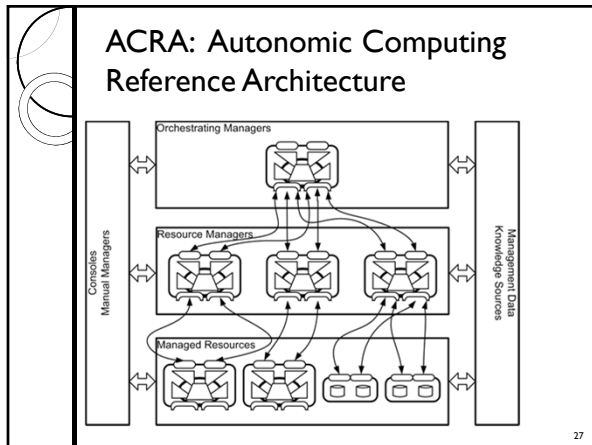 ACRA: Autonomic Computing
Reference Architecture
Orchestrating Managers
Consoles
Manual Managers
Management Data
Knowledge Sources
Resource Managers
Managed Resources
27